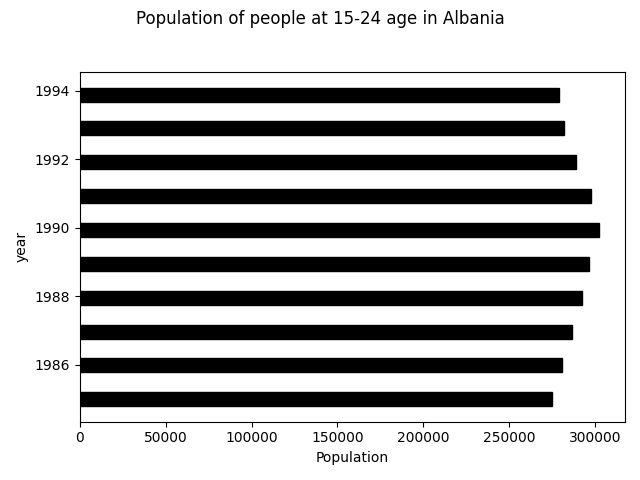 Population of people at 15-24 age in Albania
1994
1992
1990
1988
1986
year
0 50000 100000 150000 200000 250000 300000
Population